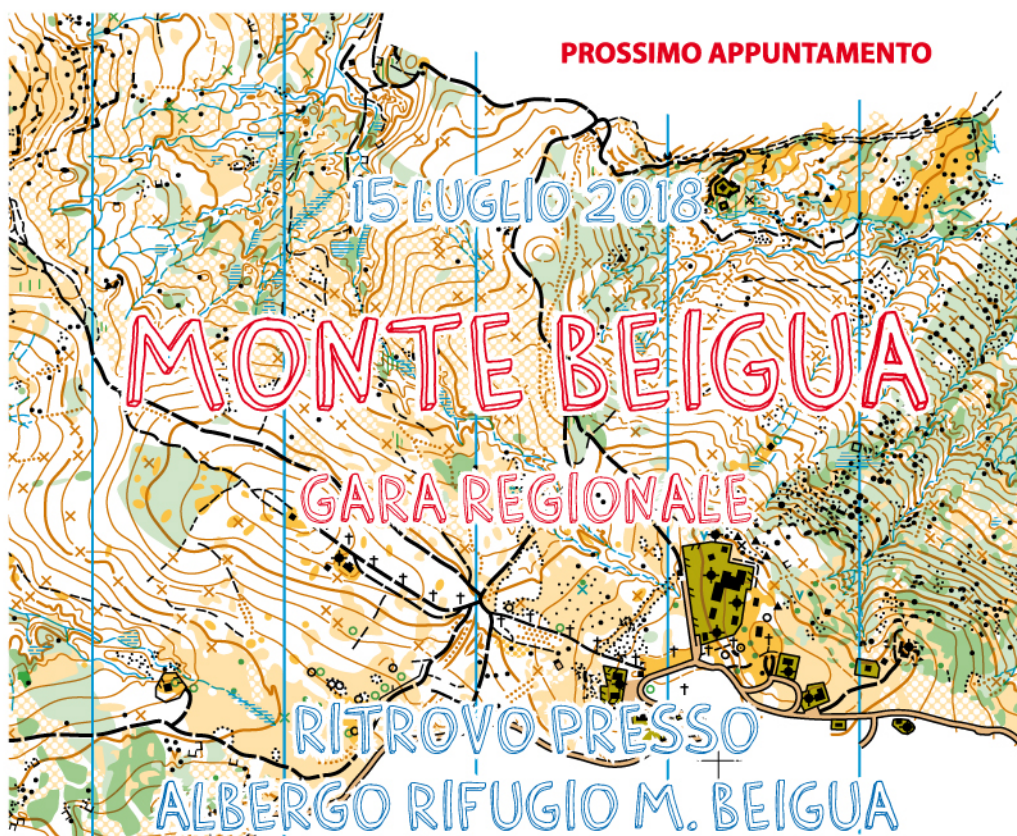 PROSSIMO APPUNTAMENTO
15 LUGLIO 2018
MONTE BEIGUA
GARA REGIONALE
RITROVO PRESSO
ALBERGO RIFUGIO M. BEIGUA